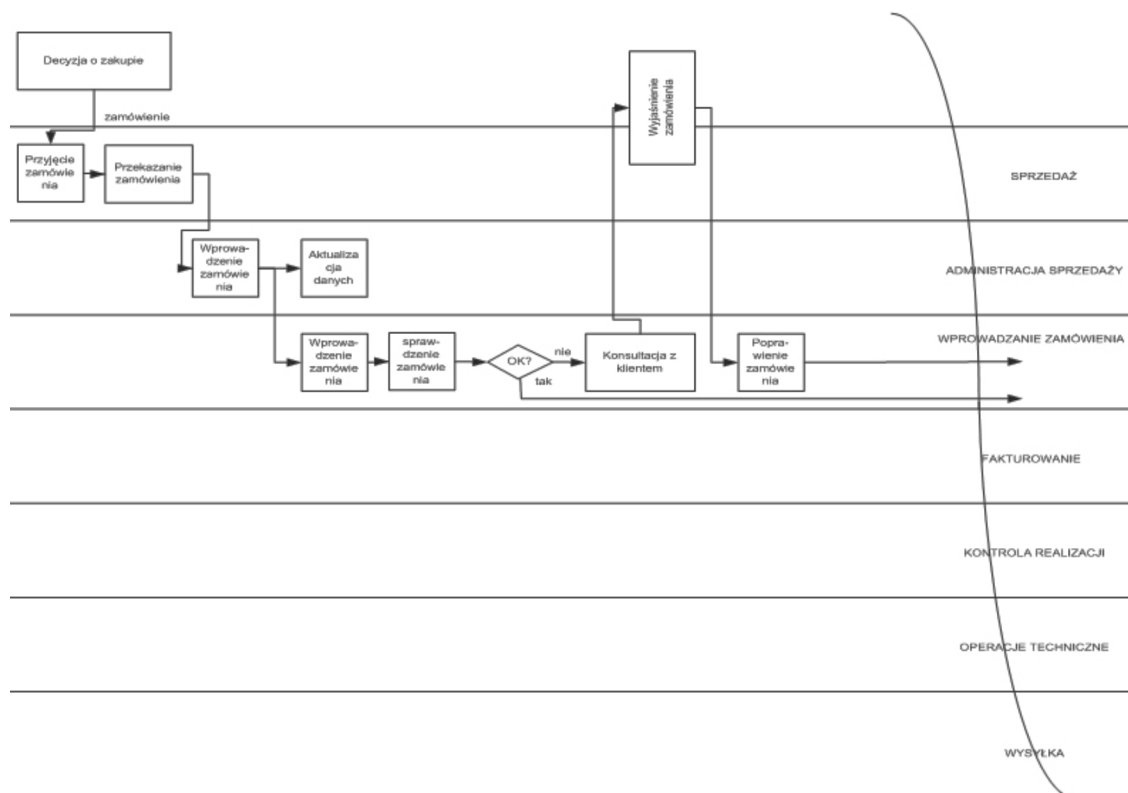 Decyzja o zakupie
zamówienie
Wyjaśnienie
zamówienia
Przyjęcie
zamówie
nia
Przekazanie
zamówienia
SPRZEDAŻ
Wprowa-
dzenie
zamówie
nia
Aktualiza
cja
danych
ADMINISTRACJA SPRZEDAŻY
WPROWADZANIE ZAMÓWIENIA
Wprowa-
dzenie
zamówie
nia
spraw-
dzenie
zamówie
nia
OK?
nie
tak
Konsultacja z
klientem
Popra-
wienie
zamówie
nia
FAKTUROWANIE
KONTROLA REALIZACJI
OPERACJE TECHNICZNE
WYSYŁKA